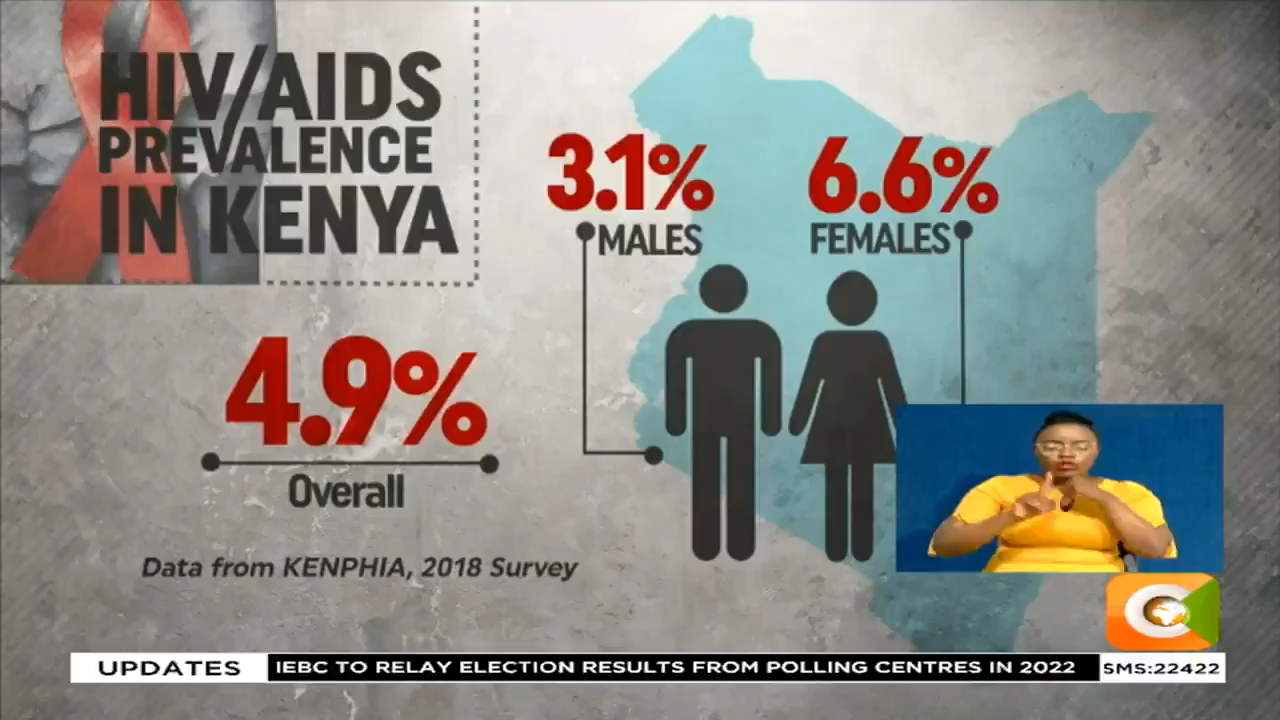 HIV/AIDS
PREVALENCE
IN KENYA
3.1%
MALES
6.6%
FEMALES
4.9%
Overall
Data from KENPHIA, 2018 Survey
UPDATES
IEBC TO RELAY ELECTION RESULTS FROM POLLING CENTRES IN 2022
SMS:22422